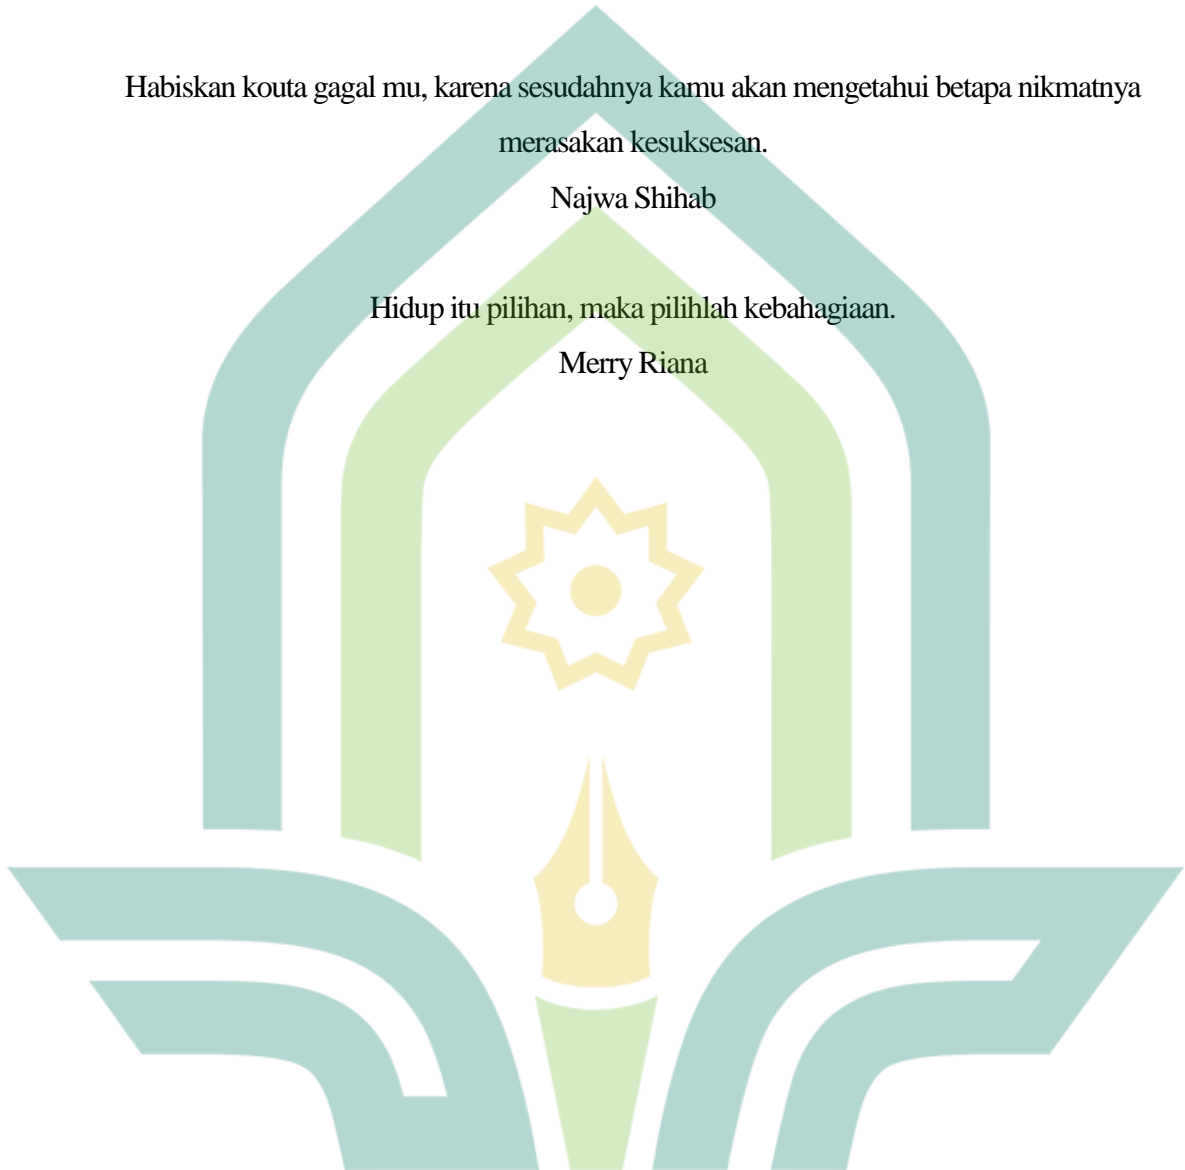 Habiskan kouta gagal mu, karena sesudahnya kamu akan mengetahui betapa nikmatnya
merasakan kesuksesan.
Najwa Shihab
Hidup itu pilihan, maka pilihlah kebahagiaan.
Merry Riana